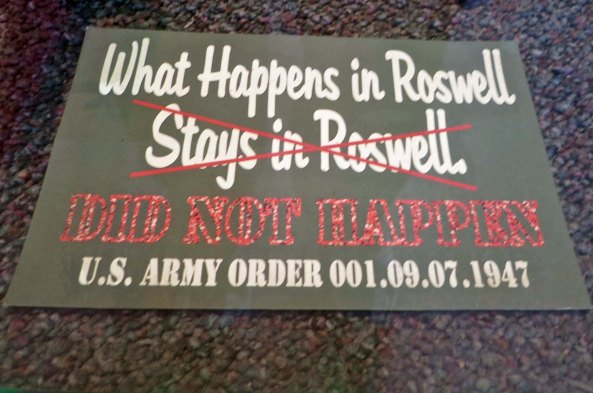 What Happens in Roswell
Stays in Roswell.
DID NOT HAPPEN
U.S. ARMY ORDER 001.09.07.1947